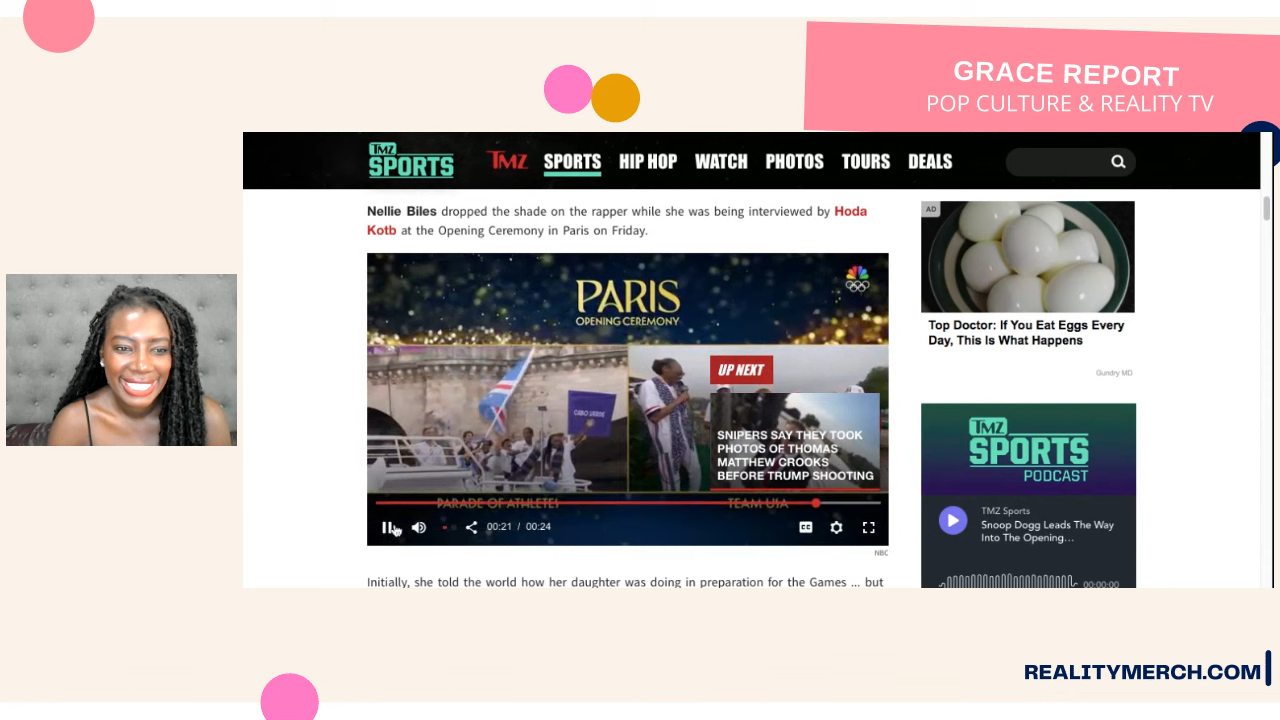 GRACE REPORT
POP CULTURE & REALITY TV
TMZ
SPORTS
TMZ SPORTS HIP HOP WATCH PHOTOS TOURS DEALS
Nellie Biles dropped the shade on the rapper while she was being interviewed by Hoda
Kotb at the Opening Ceremony in Paris on Friday.
PARIS
OPENING CEREMONY
UP NEXT
CABO VERDE
SNIPERS SAY THEY TOOK
PHOTOS OF THOMAS
MATTHEW CROOKS
BEFORE TRUMP SHOOTING
PARADE OF ATHLETES
TEAM USA
00:21 / 00:24
CC
NBC
Initially, she told the world how her daughter was doing in preparation for the Games ... but
AD
Top Doctor: If You Eat Eggs Every
Day, This Is What Happens
Gundry MD
TMZ
SPORTS
PODCAST
TMZ Sports
Snoop Dogg Leads The Way
Into The Opening...
00:00:00
REALITYMERCH.COM